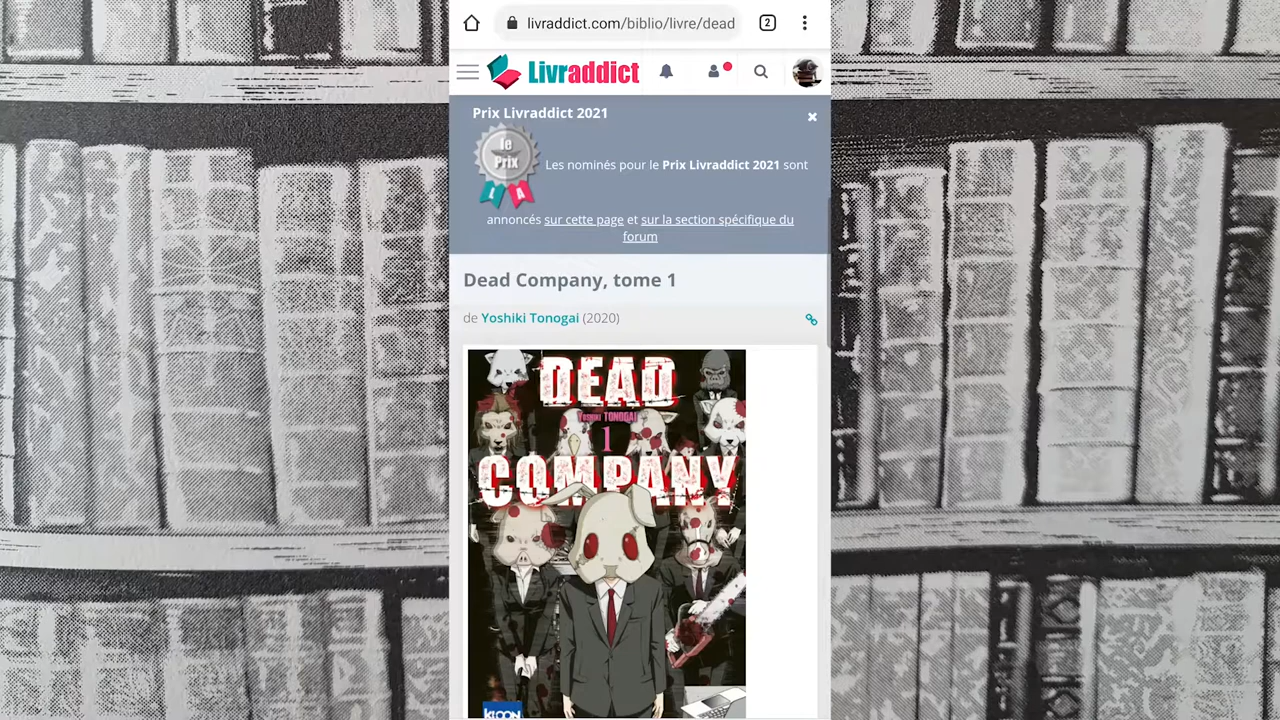 livraddict.com/biblio/livre/dead
2
Livraddict
Prix Livraddict 2021
le
Prix
L A
Les nominés pour le Prix Livraddict 2021 sont
annoncés sur cette page et sur la section spécifique du
forum
Dead Company, tome 1
de Yoshiki Tonogai (2020)
DEAD
YOSHIKI TONOGAI
1
COMPANY
KI-OON